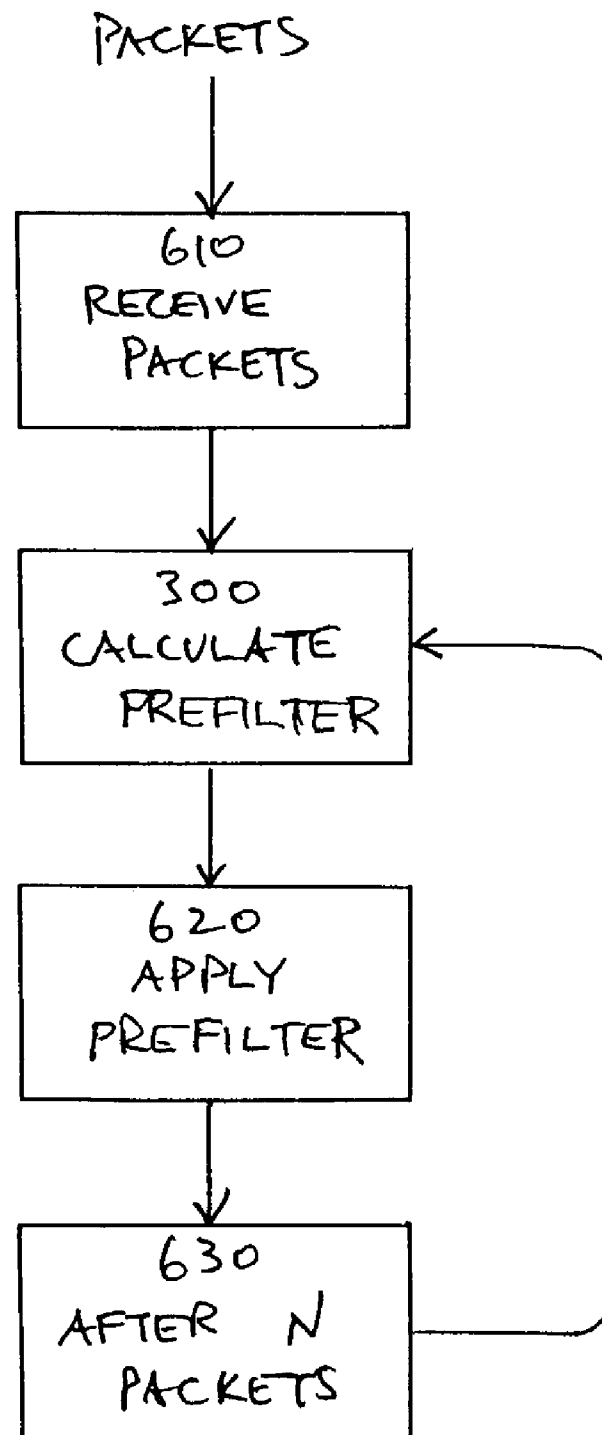 PACKETS
610
RECEIVE
PACKETS
300
CALCULATE
PREFILTER
620
APPLY
PREFILTER
630
AFTER N
PACKETS